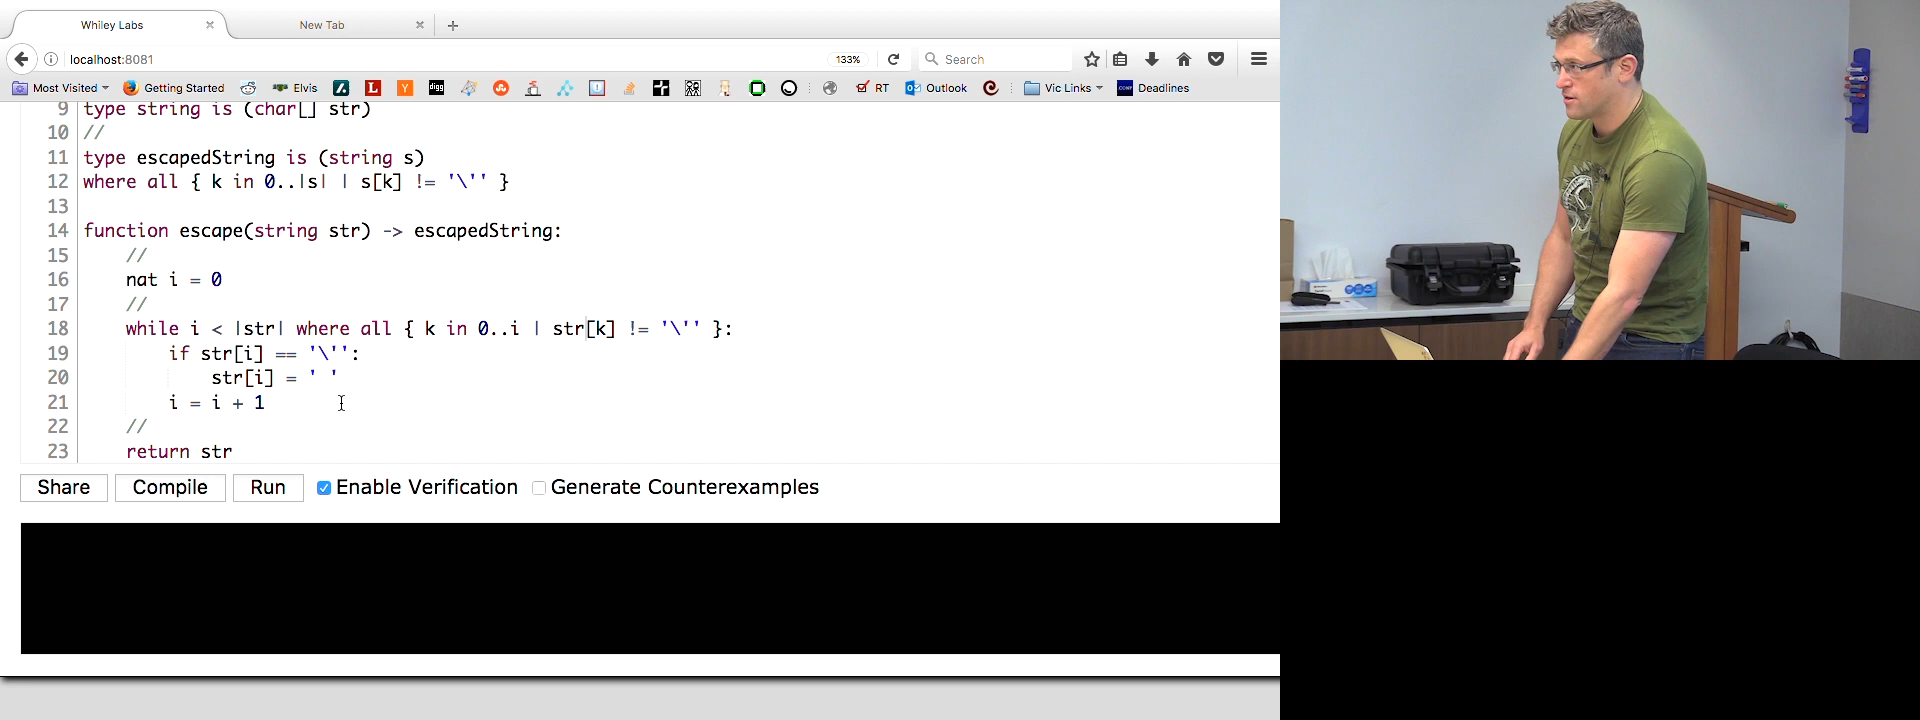 Whiley Labs
New Tab
localhost:8081
133%
Search
Most Visited
Getting Started
Elvis
L
Y
digg
RT
Outlook
Vic Links
CONF
Deadlines
9 type string is (char[] str)
10 //
11 type escapedString is (string s)
12 where all { k in 0..|s| | s[k] != '\'' }
13
14 function escape(string str) -> escapedString:
15 //
16 nat i = 0
17 //
18 while i < |str| where all { k in 0..i | str[k] != '\'' }:
19 if str[i] == '\'':
20 str[i] = ' '
21 i = i + 1
22 //
23 return str
Share
Compile
Run
Enable Verification
Generate Counterexamples